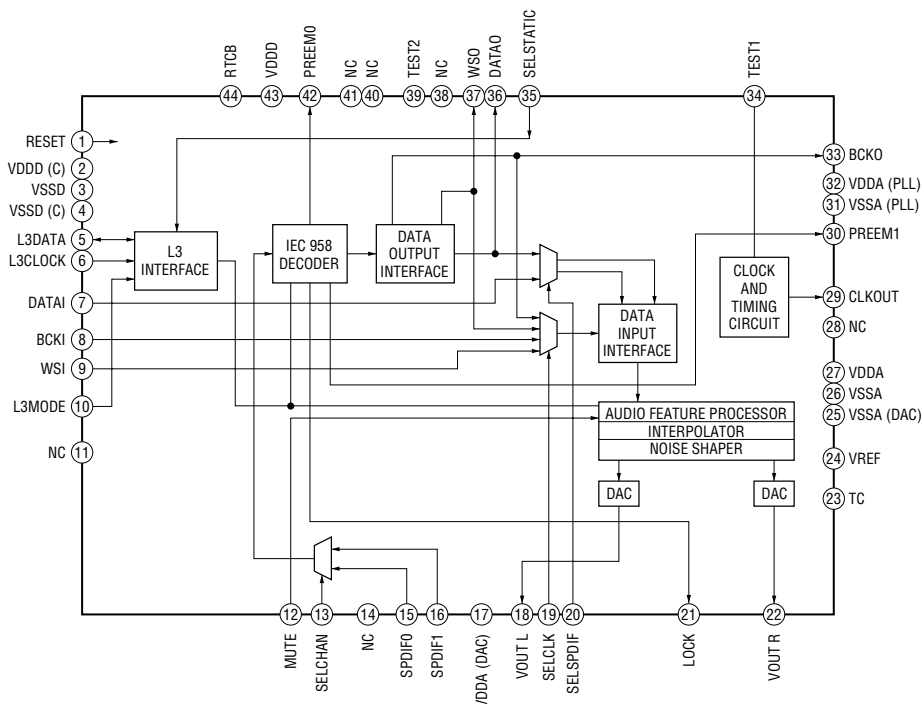 RTCB
VDDD
PREEM0
NC
NC
TEST2
NC
WSO
DATAO
SELSTATIC
TEST1
44
43
42
41
40
39
38
37
36
35
34
RESET 1
VDDD (C) 2
VSSD 3
VSSD (C) 4
L3DATA 5
L3CLOCK 6
DATAI 7
BCKI 8
WSI 9
L3MODE 10
NC 11
L3
INTERFACE
IEC 958
DECODER
DATA
OUTPUT
INTERFACE
DATA
INPUT
INTERFACE
CLOCK
AND
TIMING
CIRCUIT
AUDIO FEATURE PROCESSOR
INTERPOLATOR
NOISE SHAPER
DAC
DAC
33 BCKO
32 VDDA (PLL)
31 VSSA (PLL)
30 PREEM1
29 CLKOUT
28 NC
27 VDDA
26 VSSA
25 VSSA (DAC)
24 VREF
23 TC
12
13
14
15
16
17
18
19
20
21
22
MUTE
SELCHAN
NC
SPDIF0
SPDIF1
/DDA (DAC)
VOUT L
SELCLK
SELSPDIF
LOCK
VOUT R